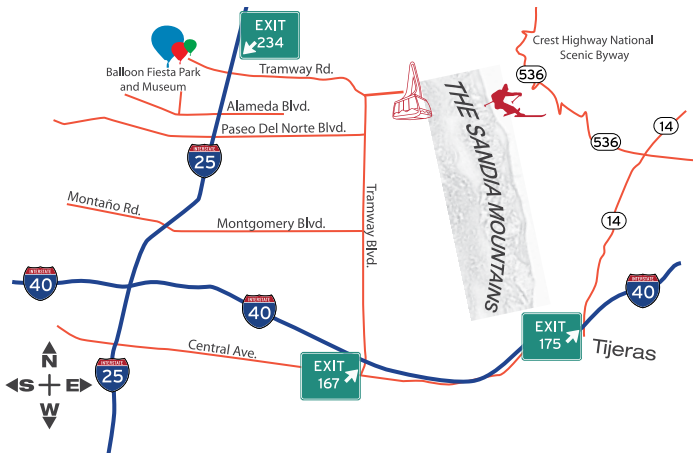 EXIT
234
Crest Highway National
Scenic Byway
Balloon Fiesta Park
and Museum
Tramway Rd.
536
Alameda Blvd.
Paseo Del Norte Blvd.
THE SANDIA MOUNTAINS
14
536
INTERSTATE
25
Montaño Rd.
Montgomery Blvd.
Tramway Blvd.
14
INTERSTATE
40
INTERSTATE
40
INTERSTATE
40
Central Ave.
EXIT
175
Tijeras
EXIT
167
INTERSTATE
25
N
S
E
W